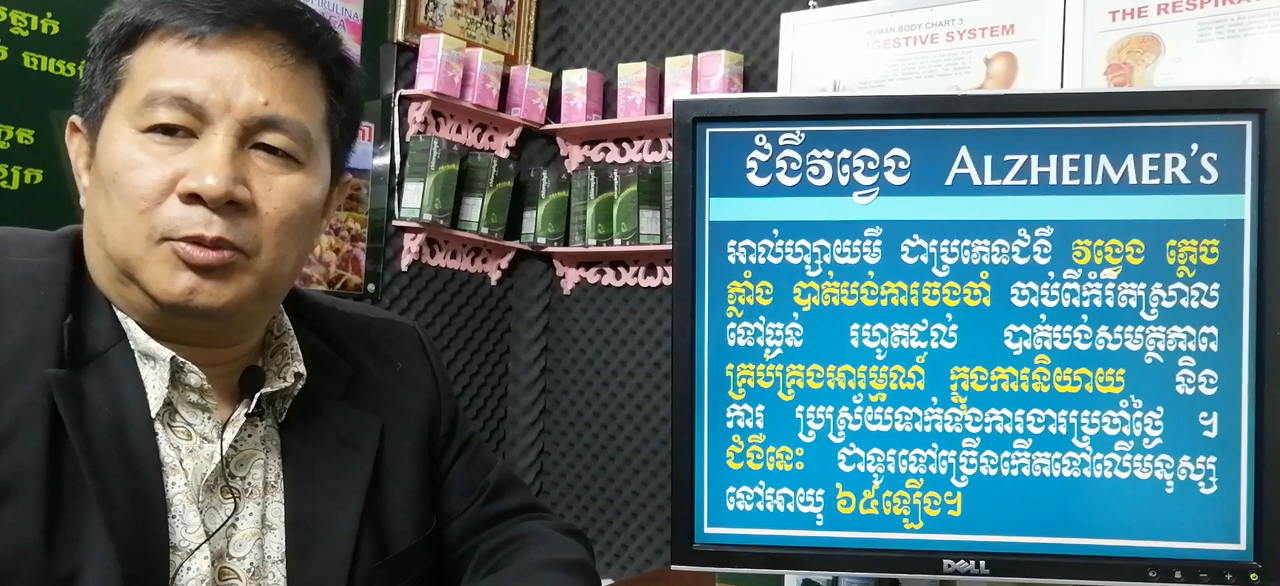 ជំងឺវង្វេង ALZHEIMER'S
អាល់ហ្សាយមឺ ជាប្រភេទជំងឺ វង្វេង ភ្លេច
ភ្លាំង បាត់បង់ការចងចាំ ចាប់ពីកំរិតស្រាល
ទៅធ្ងន់ រហូតដល់ បាត់បង់សមត្ថភាព
គ្រប់គ្រងអារម្មណ៍ ក្នុងការនិយាយ និង
ការ ប្រស្រ័យទាក់ទងការងារប្រចាំថ្ងៃ ។
ជំងឺនេះ ជាទូរទៅច្រើនកើតទៅលើមនុស្ស
នៅអាយុ ៦៥ឡើង។
DELL
HUMAN BODY CHART 3
DIGESTIVE SYSTEM
THE RESPIRA
SPIRULINA